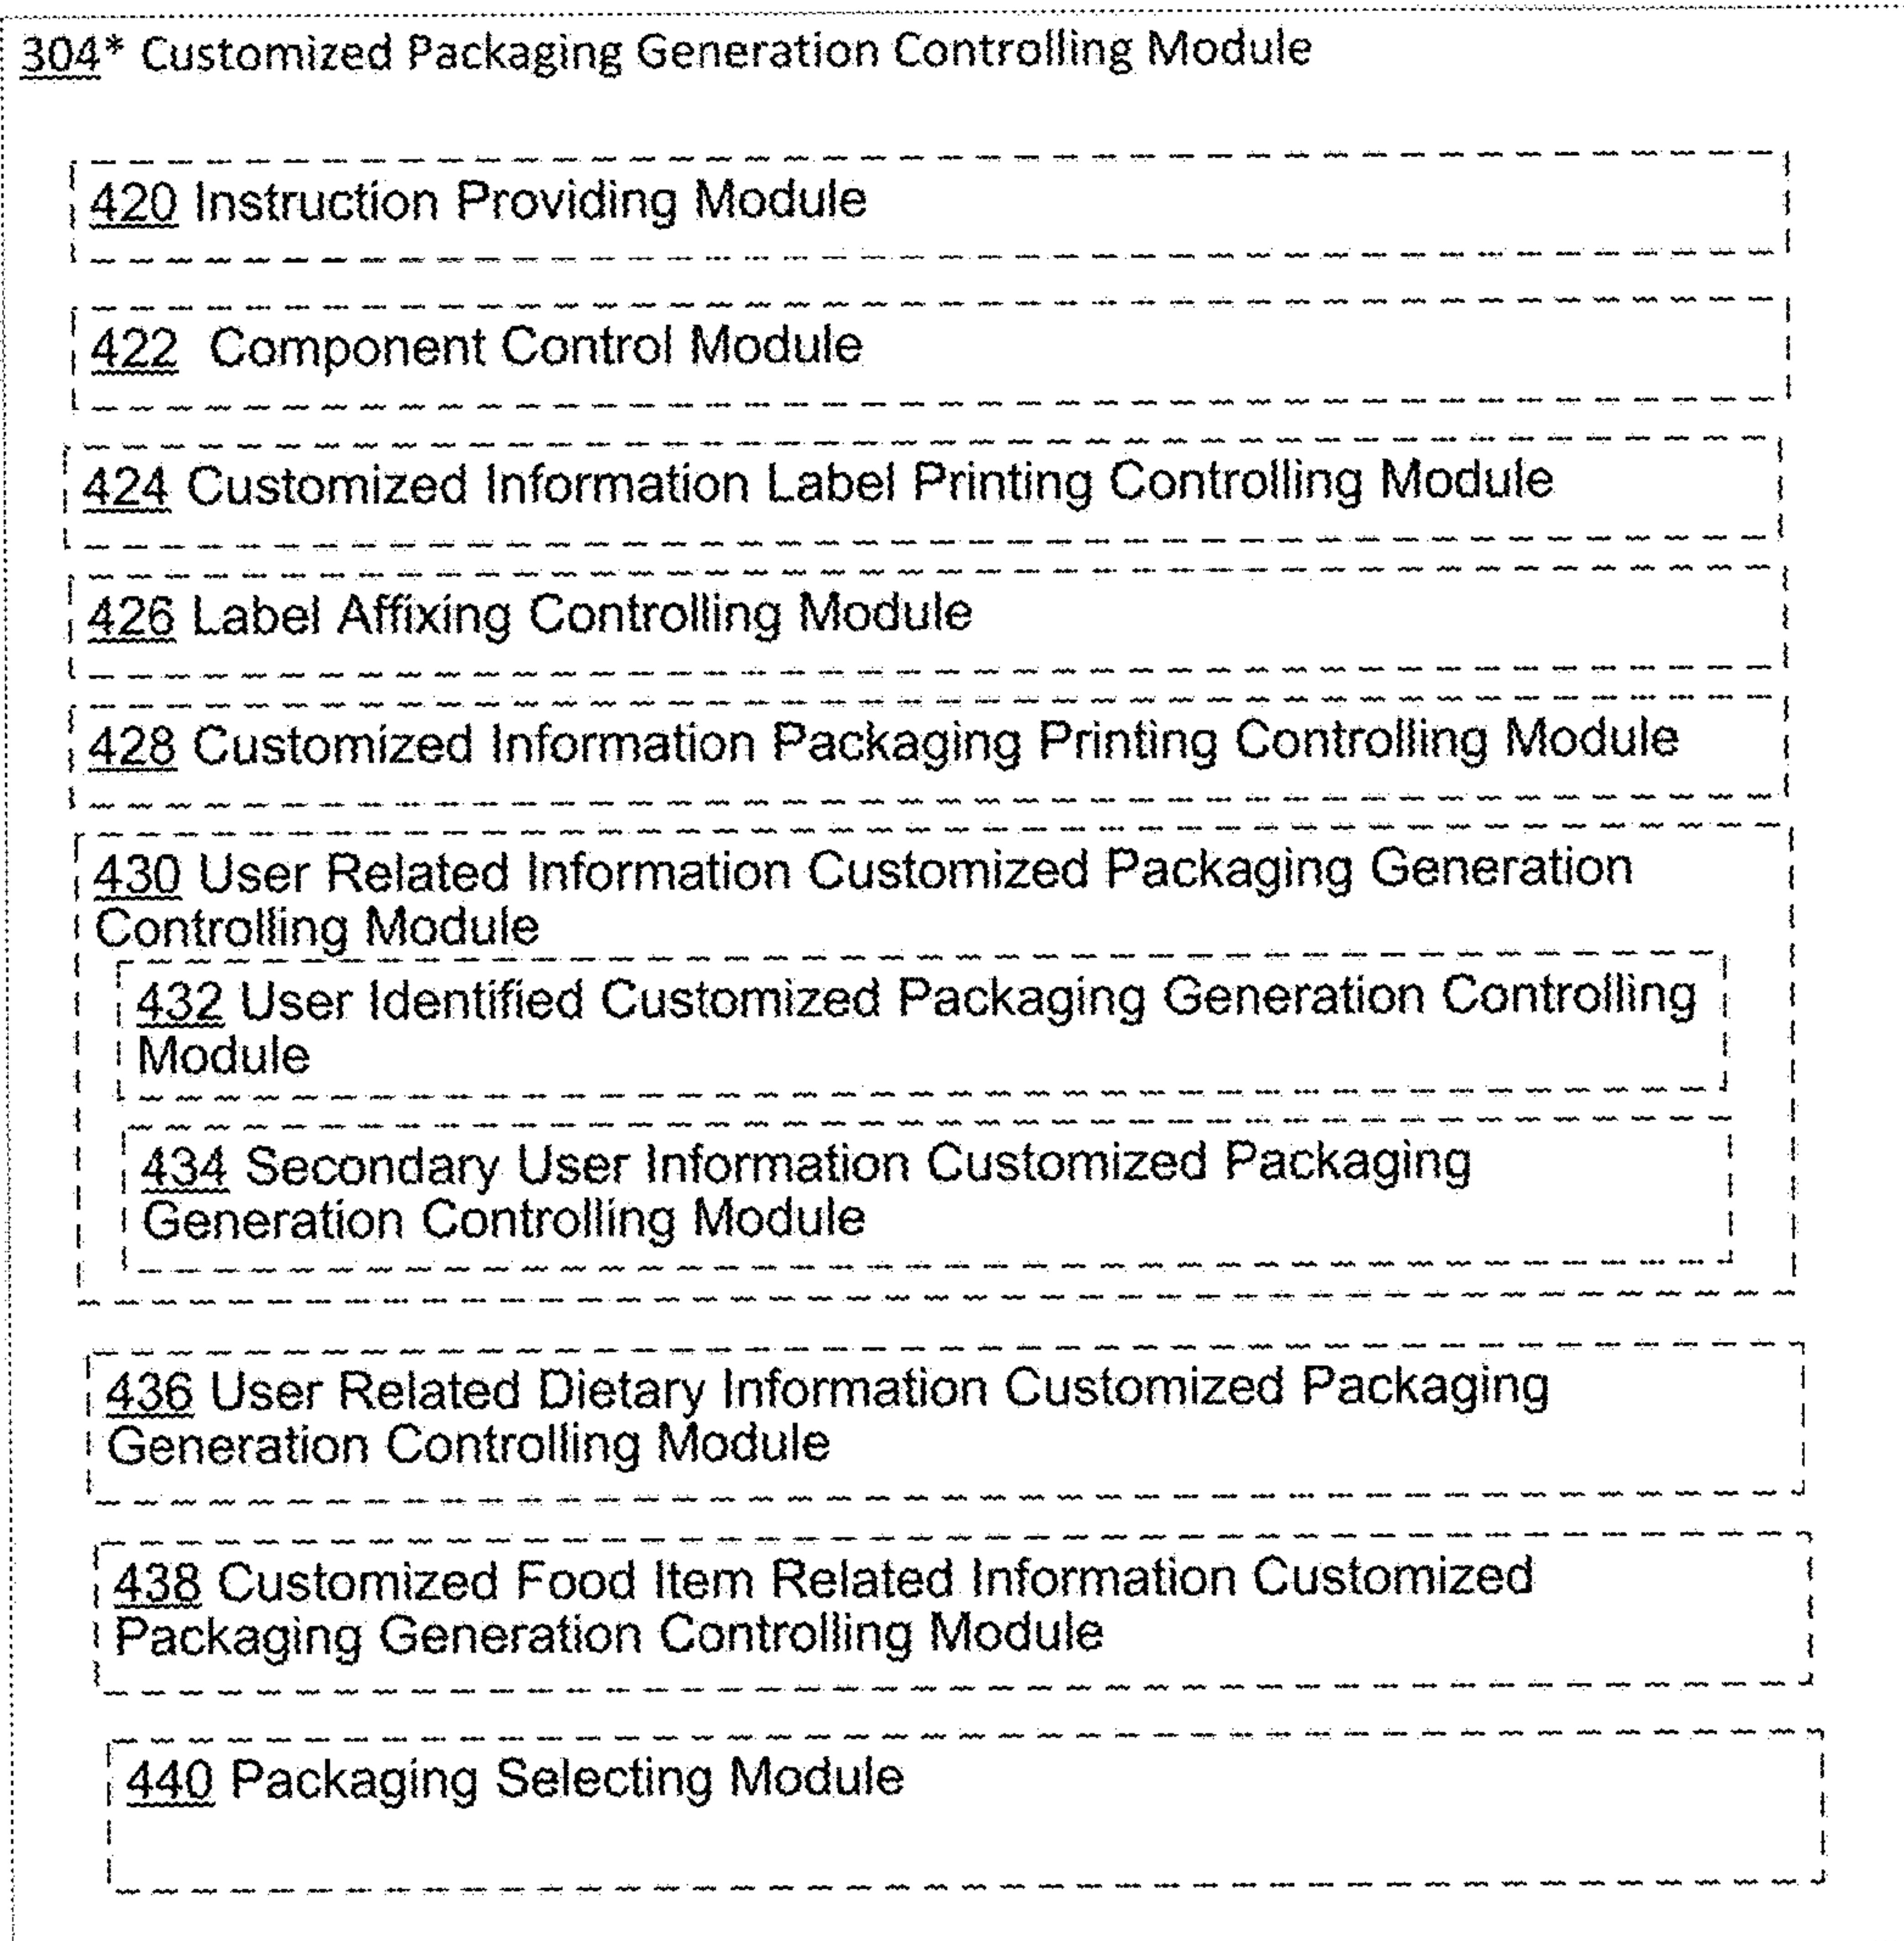 304* Customized Packaging Generation Controlling Module
420 Instruction Providing Module
422 Component Control Module
424 Customized Information Label Printing Controlling Module
426 Label Affixing Controlling Module
428 Customized Information Packaging Printing Controlling Module
430 User Related Information Customized Packaging Generation
Controlling Module
432 User Identified Customized Packaging Generation Controlling
Module
434 Secondary User Information Customized Packaging
Generation Controlling Module
436 User Related Dietary Information Customized Packaging
Generation Controlling Module
438 Customized Food Item Related Information Customized
Packaging Generation Controlling Module
440 Packaging Selecting Module